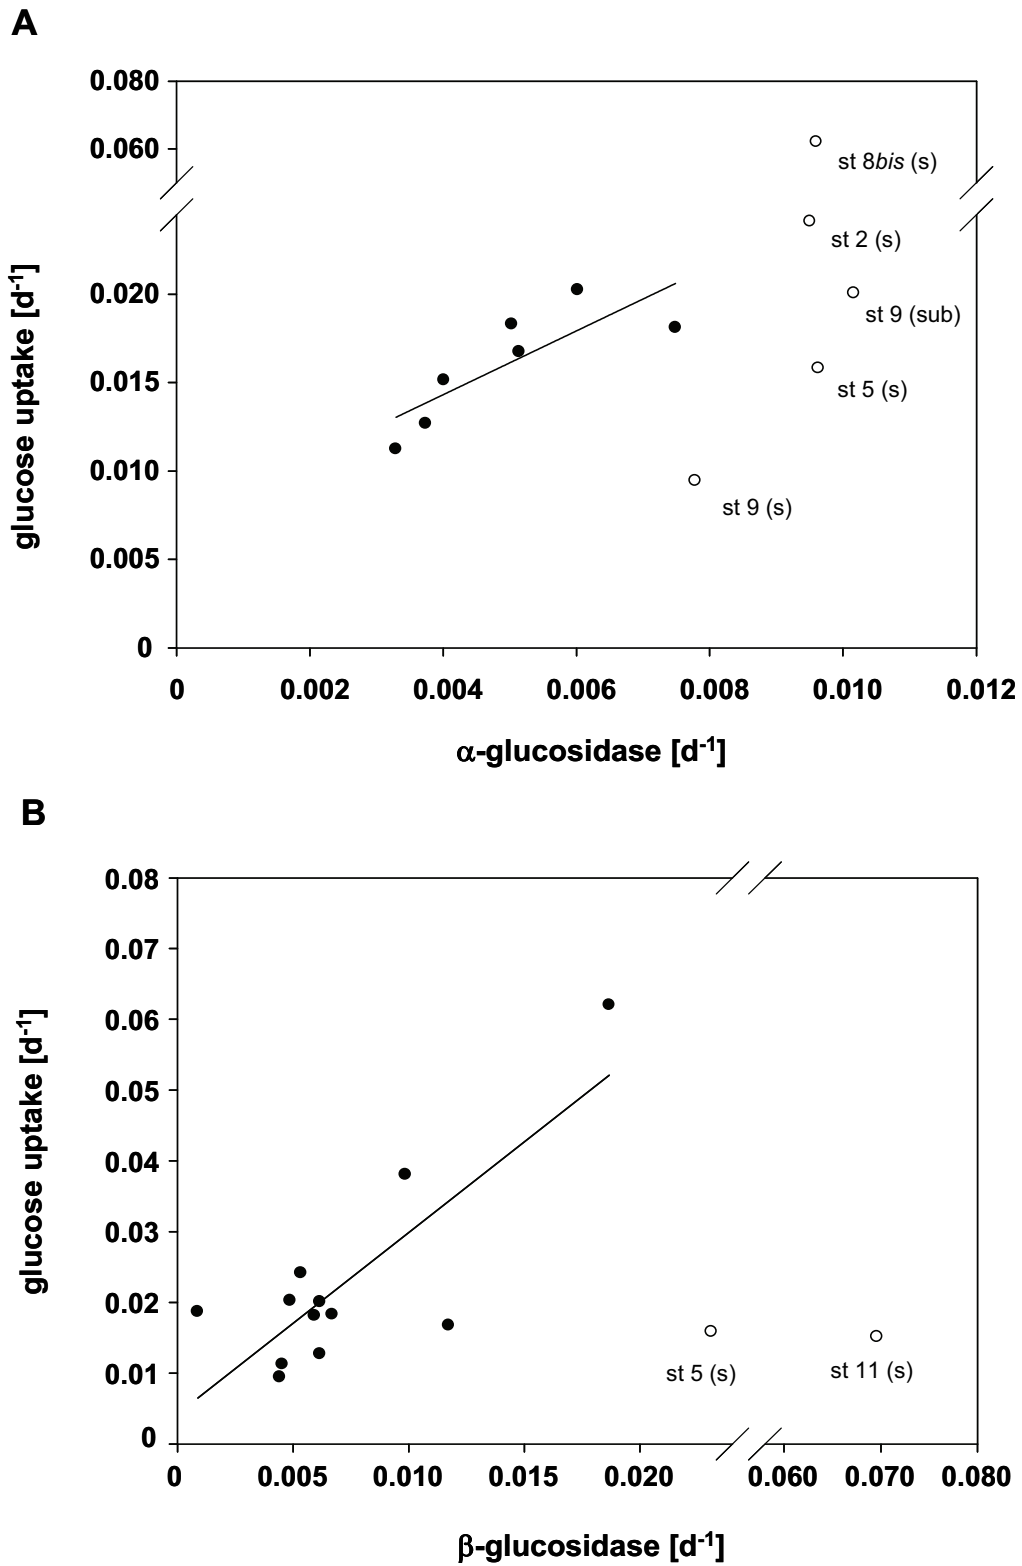 A
0.080
0.060
st 8bis (s)
st 2 (s)
0.020
st 9 (sub)
0.015
st 5 (s)
0.010
st 9 (s)
0.005
0
glucose uptake [d-1]
0 0.002 0.004 0.006 0.008 0.010 0.012
α-glucosidase [d-1]
B
0.08
0.07
0.06
0.05
0.04
0.03
0.02
0.01
0
glucose uptake [d-1]
st 5 (s)
st 11 (s)
0 0.005 0.010 0.015 0.020 0.060 0.070 0.080
β-glucosidase [d-1]